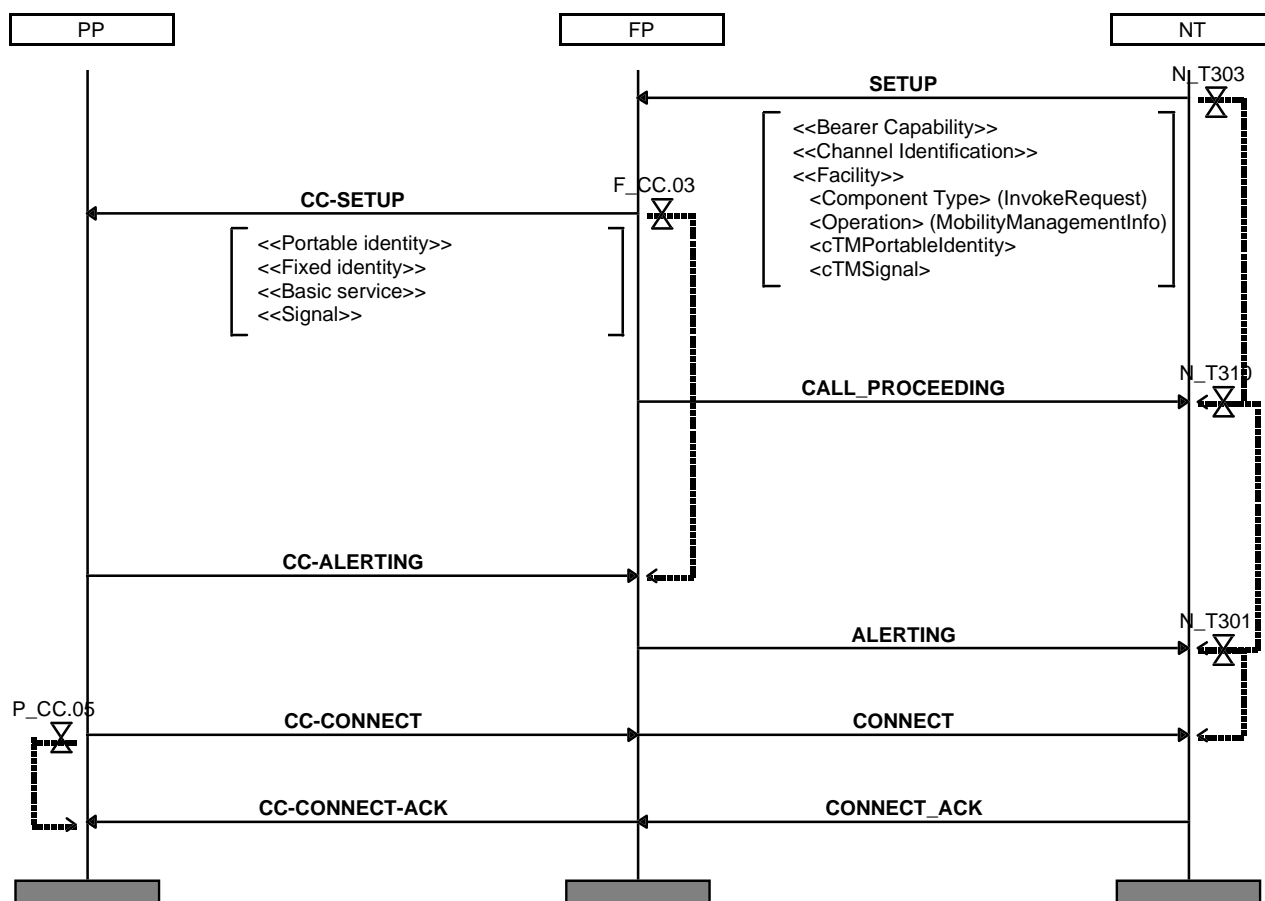 PP
FP
NT
N_T303
SETUP
<<Bearer Capability>>
<<Channel Identification>>
<<Facility>>
<Component Type> (InvokeRequest)
<Operation> (MobilityManagementInfo)
<cTMPortableIdentity>
<cTMSignal>
F_CC.03
CC-SETUP
<<Portable identity>>
<<Fixed identity>>
<<Basic service>>
<<Signal>>
N_T310
CALL_PROCEEDING
CC-ALERTING
N_T301
ALERTING
P_CC.05
CC-CONNECT
CONNECT
CC-CONNECT-ACK
CONNECT_ACK